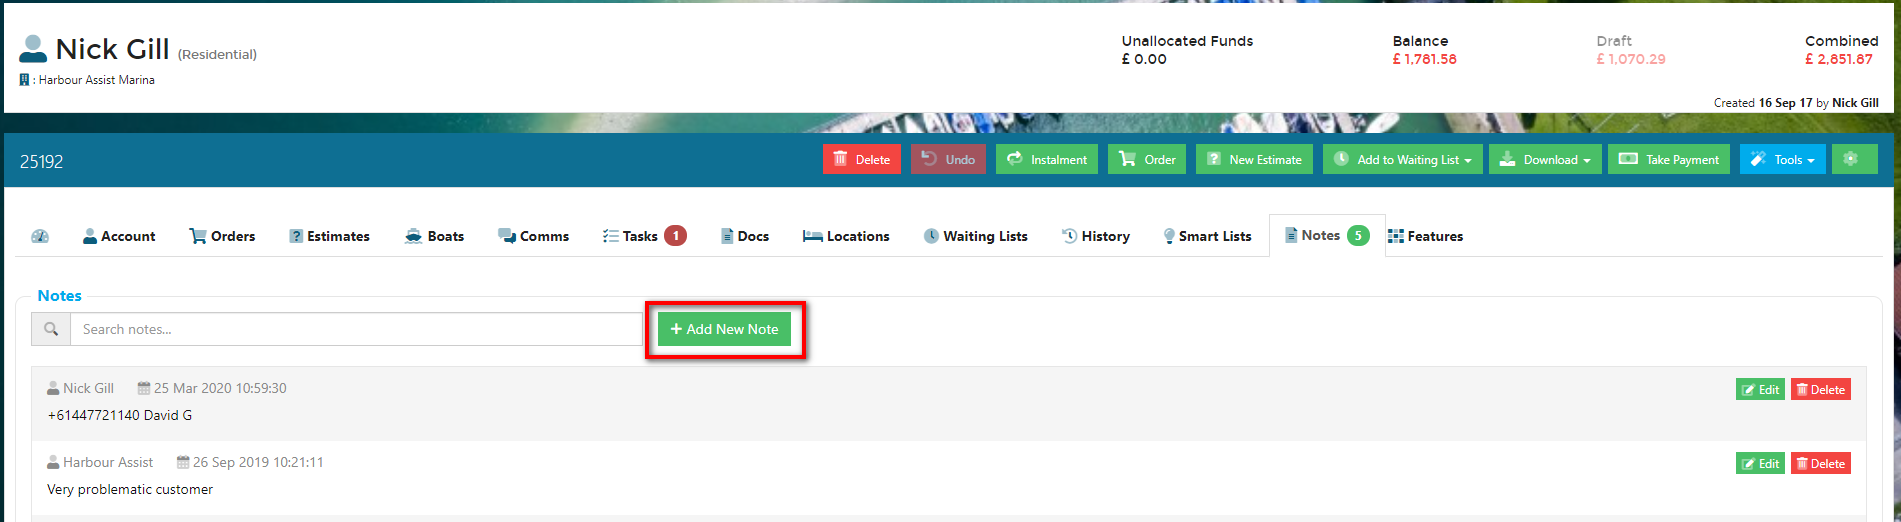 Nick Gill (Residential)
: Harbour Assist Marina
Unallocated Funds
£ 0.00
Balance
£ 1,781.58
Draft
£ 1,070.29
Combined
£ 2,851.87
Created 16 Sep 17 by Nick Gill
25192
Delete
Undo
Instalment
Order
New Estimate
Add to Waiting List
Download
Take Payment
Tools
Account
Orders
Estimates
Boats
Comms
Tasks 1
Docs
Locations
Waiting Lists
History
Smart Lists
Notes 5
Features
Notes
Search notes...
+ Add New Note
Nick Gill 25 Mar 2020 10:59:30
Edit
Delete
+61447721140 David G
Harbour Assist 26 Sep 2019 10:21:11
Edit
Delete
Very problematic customer